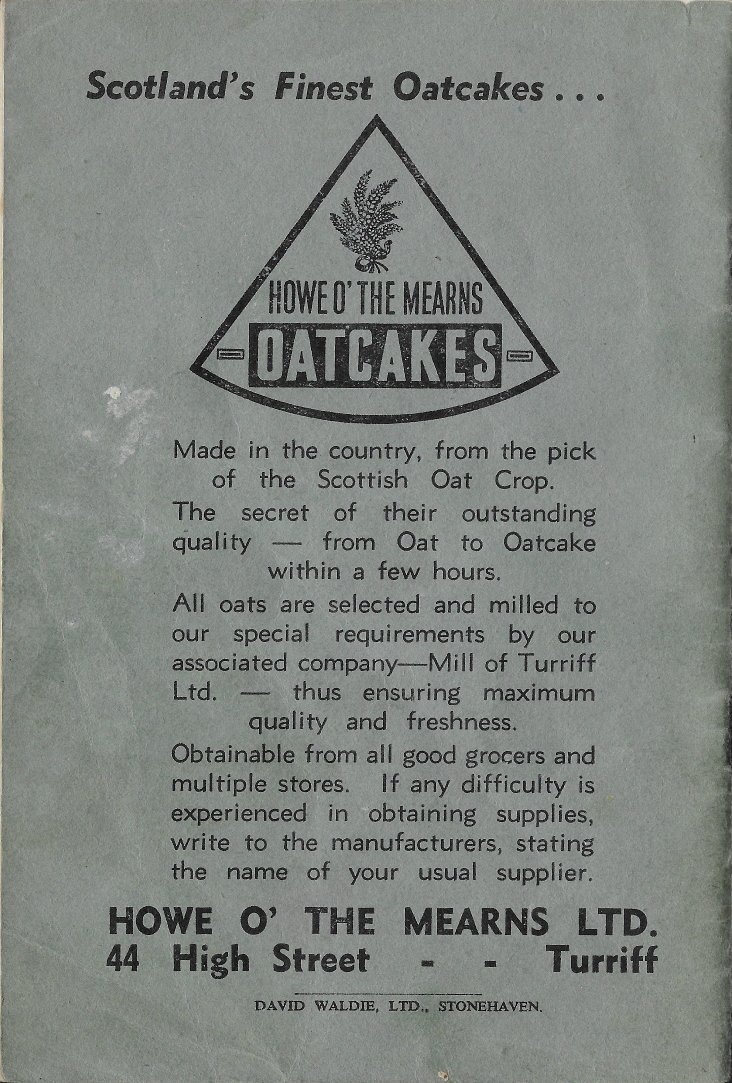 Scotland's Finest Oatcakes . . .
HOWE O' THE MEARNS
OATCAKES
Made in the country, from the pick
of the Scottish Oat Crop.
The secret of their outstanding
quality — from Oat to Oatcake
within a few hours.
All oats are selected and milled to
our special requirements by our
associated company—Mill of Turriff
Ltd. — thus ensuring maximum
quality and freshness.
Obtainable from all good grocers and
multiple stores. If any difficulty is
experienced in obtaining supplies,
write to the manufacturers, stating
the name of your usual supplier.
HOWE O' THE MEARNS LTD.
44 High Street - - Turriff
DAVID WALDIE, LTD., STONEHAVEN.